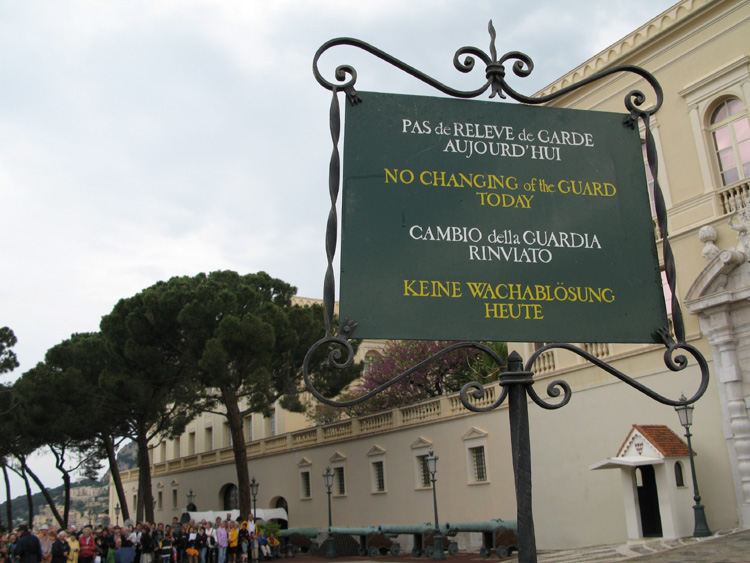 PAS de RELEVE de GARDE
AUJOURD'HUI
NO CHANGING of the GUARD
TODAY
CAMBIO della GUARDIA
RINVIATO
KEINE WACHABLÖSUNG
HEUTE